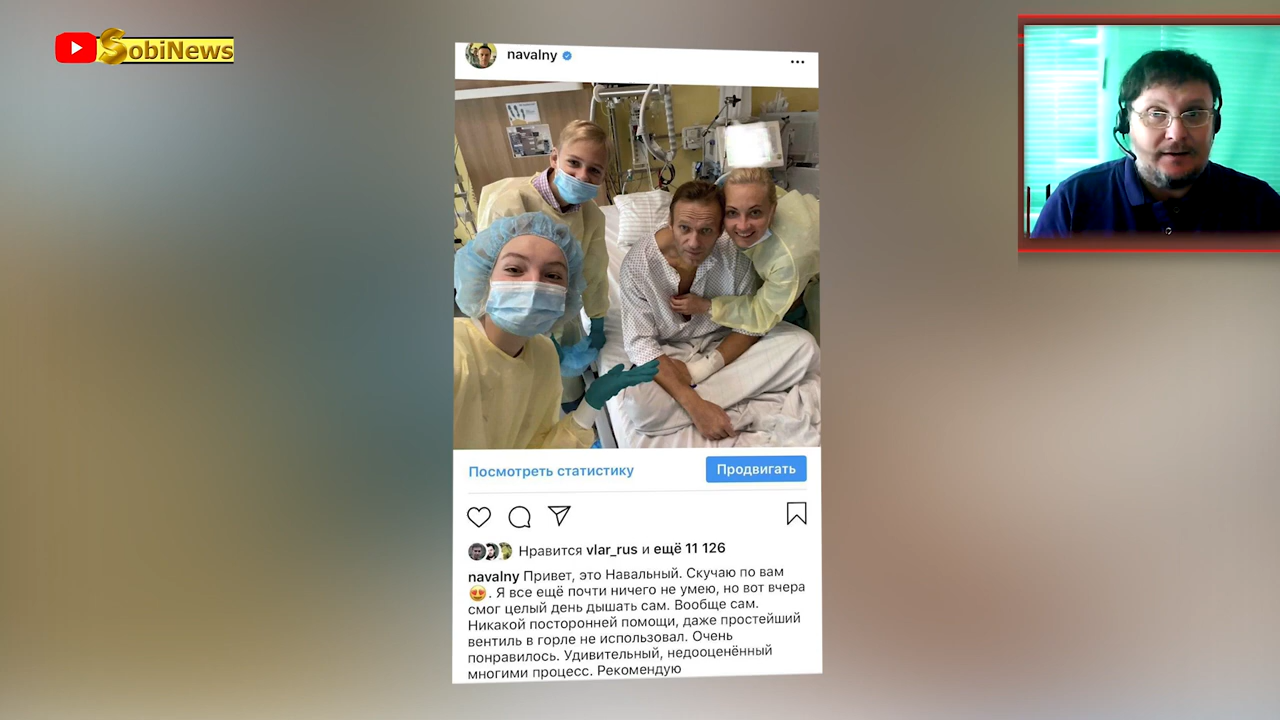 SobiNews
navalny
Посмотреть статистику
Продвигать
Нравится vlar_rus и ещё 11 126
navalny Привет, это Навальный. Скучаю по вам
😍. Я все ещё почти ничего не умею, но вот вчера
смог целый день дышать сам. Вообще сам.
Никакой посторонней помощи, даже простейший
вентиль в горле не использовал. Очень
понравилось. Удивительный, недооценённый
многими процесс. Рекомендую